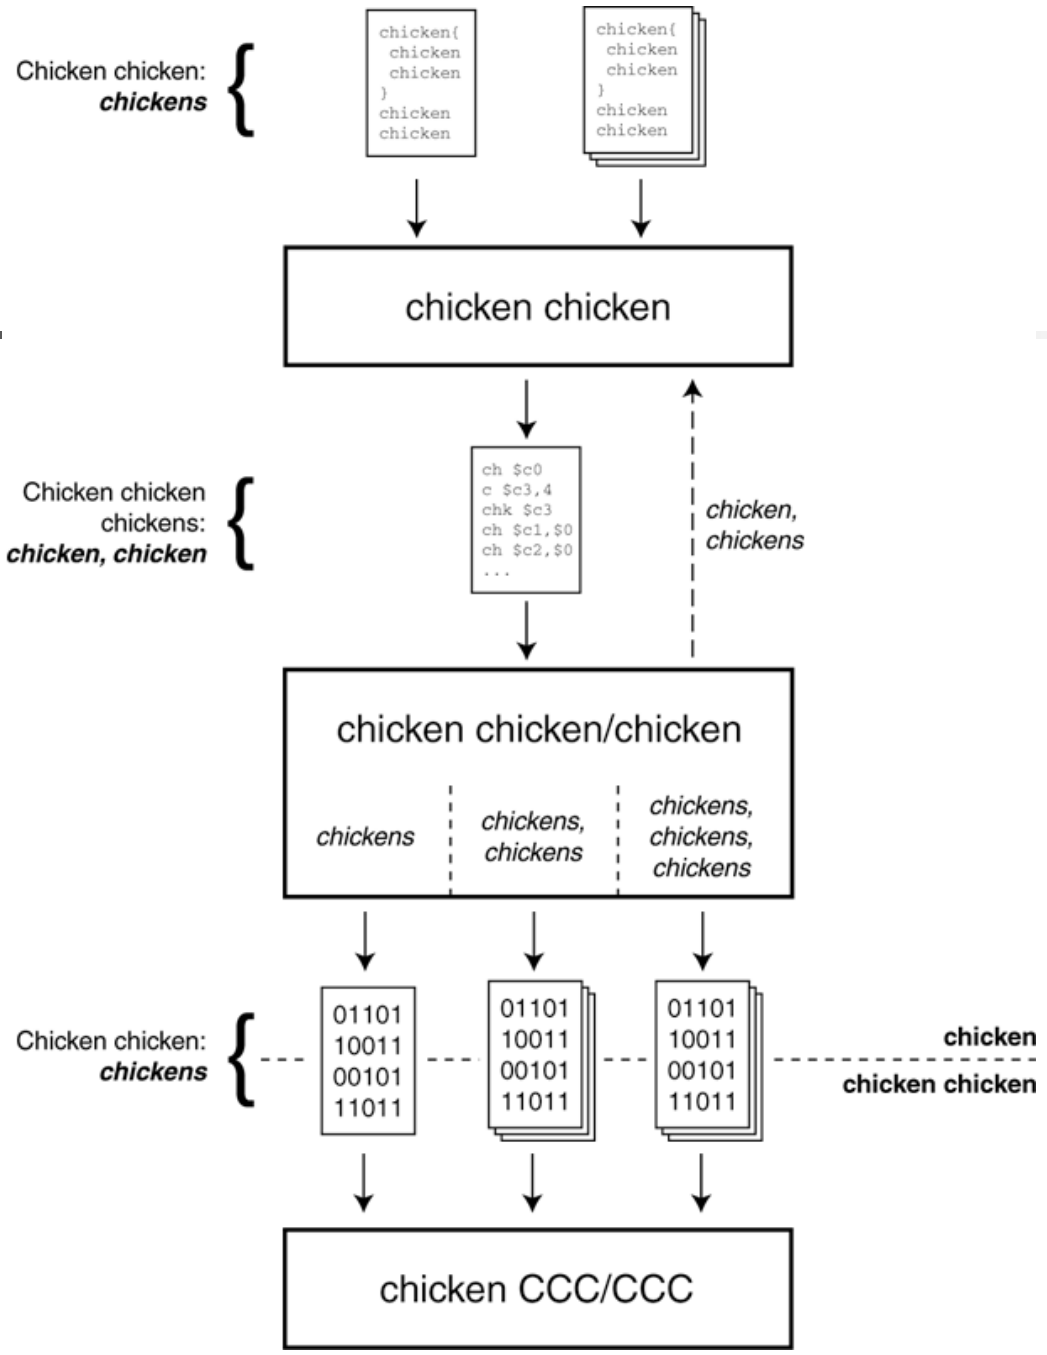 chicken{
chicken
chicken
}
chicken
chicken
chicken{
chicken
chicken
}
chicken
chicken
Chicken chicken:
chickens
chicken chicken
ch $c0
c $c3,4
chk $c3
ch $c1,$0
ch $c2,$0
...
Chicken chicken
chickens:
chicken, chicken
chicken,
chickens
chicken chicken/chicken
chickens
chickens,
chickens
chickens,
chickens,
chickens
01101
10011
00101
11011
01101
10011
00101
11011
01101
10011
00101
11011
Chicken chicken:
chickens
chicken
chicken chicken
chicken CCC/CCC